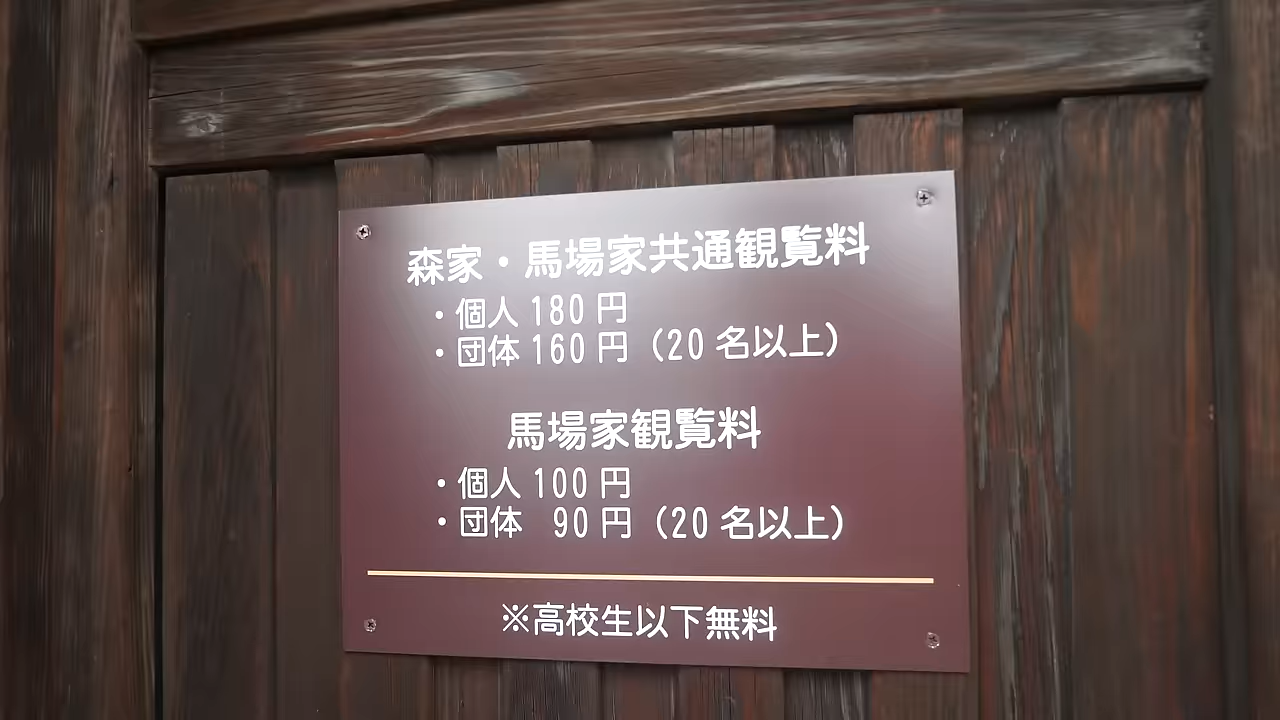 森家・馬場家共通観覧料
・個人 180 円
・団体 160 円（20 名以上）
馬場家観覧料
・個人 100 円
・団体 90 円（20 名以上）
※高校生以下無料